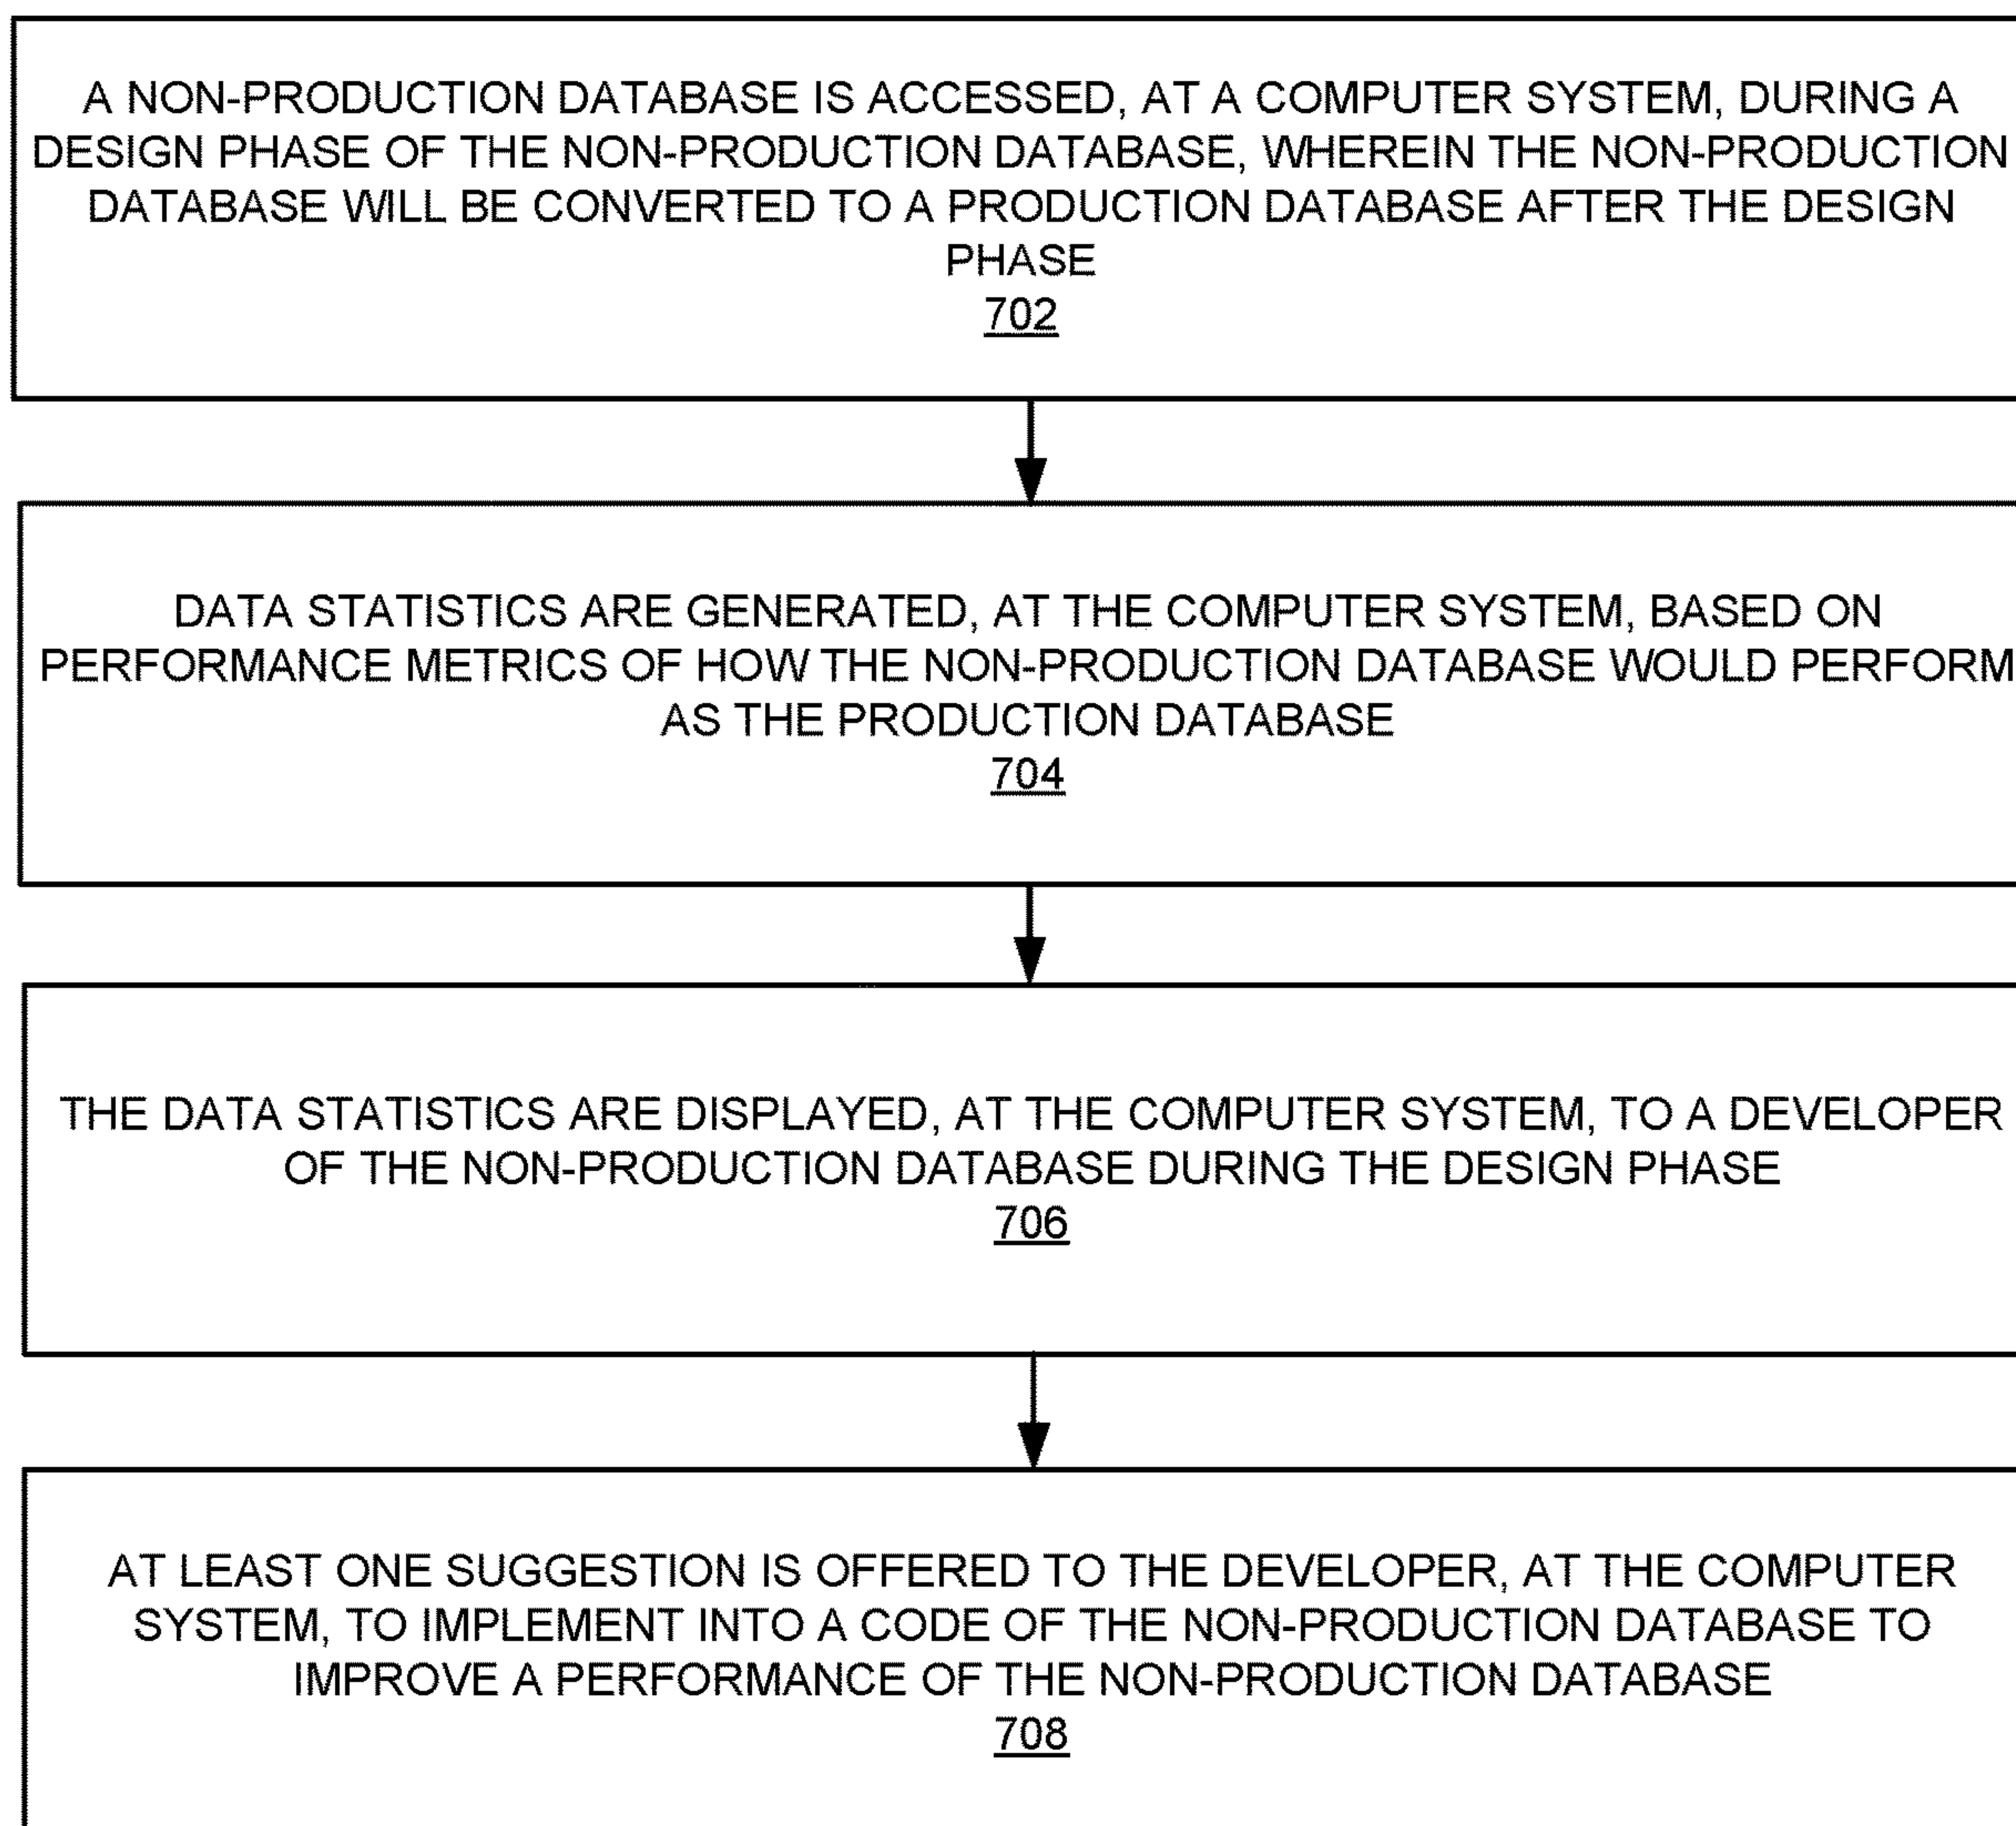 A NON-PRODUCTION DATABASE IS ACCESSED, AT A COMPUTER SYSTEM, DURING A
DESIGN PHASE OF THE NON-PRODUCTION DATABASE, WHEREIN THE NON-PRODUCTION
DATABASE WILL BE CONVERTED TO A PRODUCTION DATABASE AFTER THE DESIGN
PHASE
702
DATA STATISTICS ARE GENERATED, AT THE COMPUTER SYSTEM, BASED ON
PERFORMANCE METRICS OF HOW THE NON-PRODUCTION DATABASE WOULD PERFORM
AS THE PRODUCTION DATABASE
704
THE DATA STATISTICS ARE DISPLAYED, AT THE COMPUTER SYSTEM, TO A DEVELOPER
OF THE NON-PRODUCTION DATABASE DURING THE DESIGN PHASE
706
AT LEAST ONE SUGGESTION IS OFFERED TO THE DEVELOPER, AT THE COMPUTER
SYSTEM, TO IMPLEMENT INTO A CODE OF THE NON-PRODUCTION DATABASE TO
IMPROVE A PERFORMANCE OF THE NON-PRODUCTION DATABASE
708